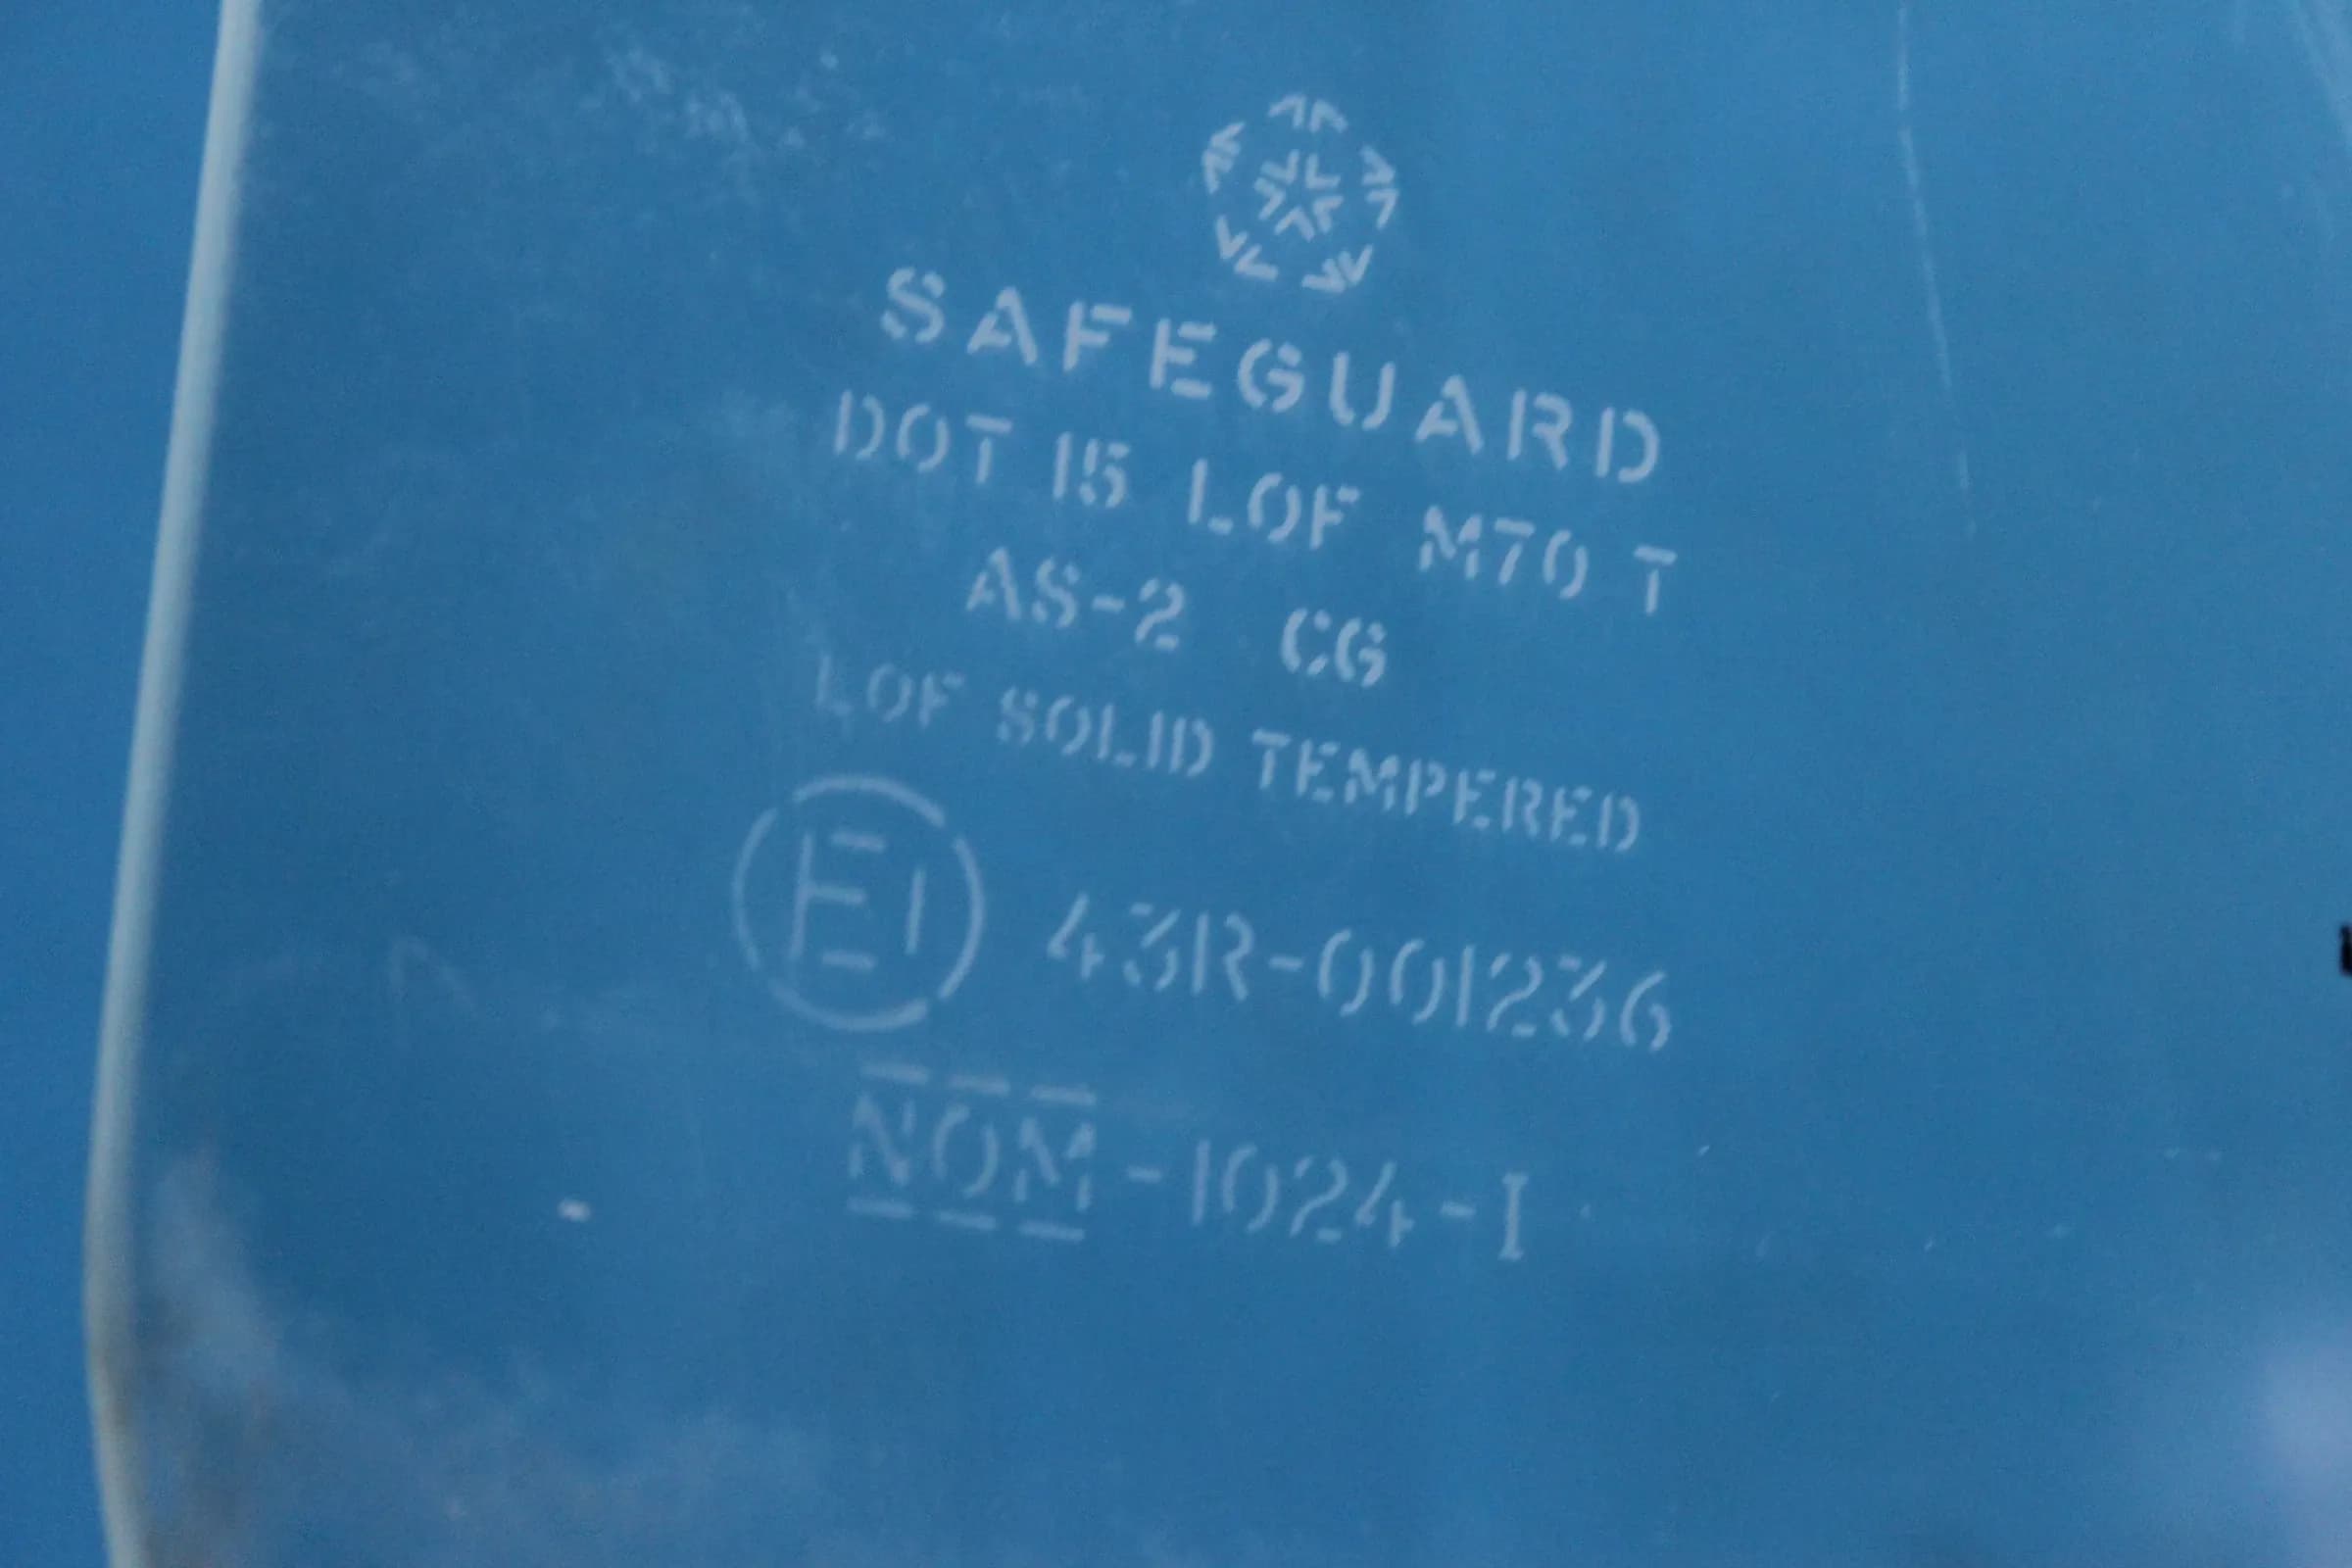 SAFEGUARD
DOT 15 LOF M70 T
AS-2 CG
LOF SOLID TEMPERED
E1 43R-001236
NOM-1024-I